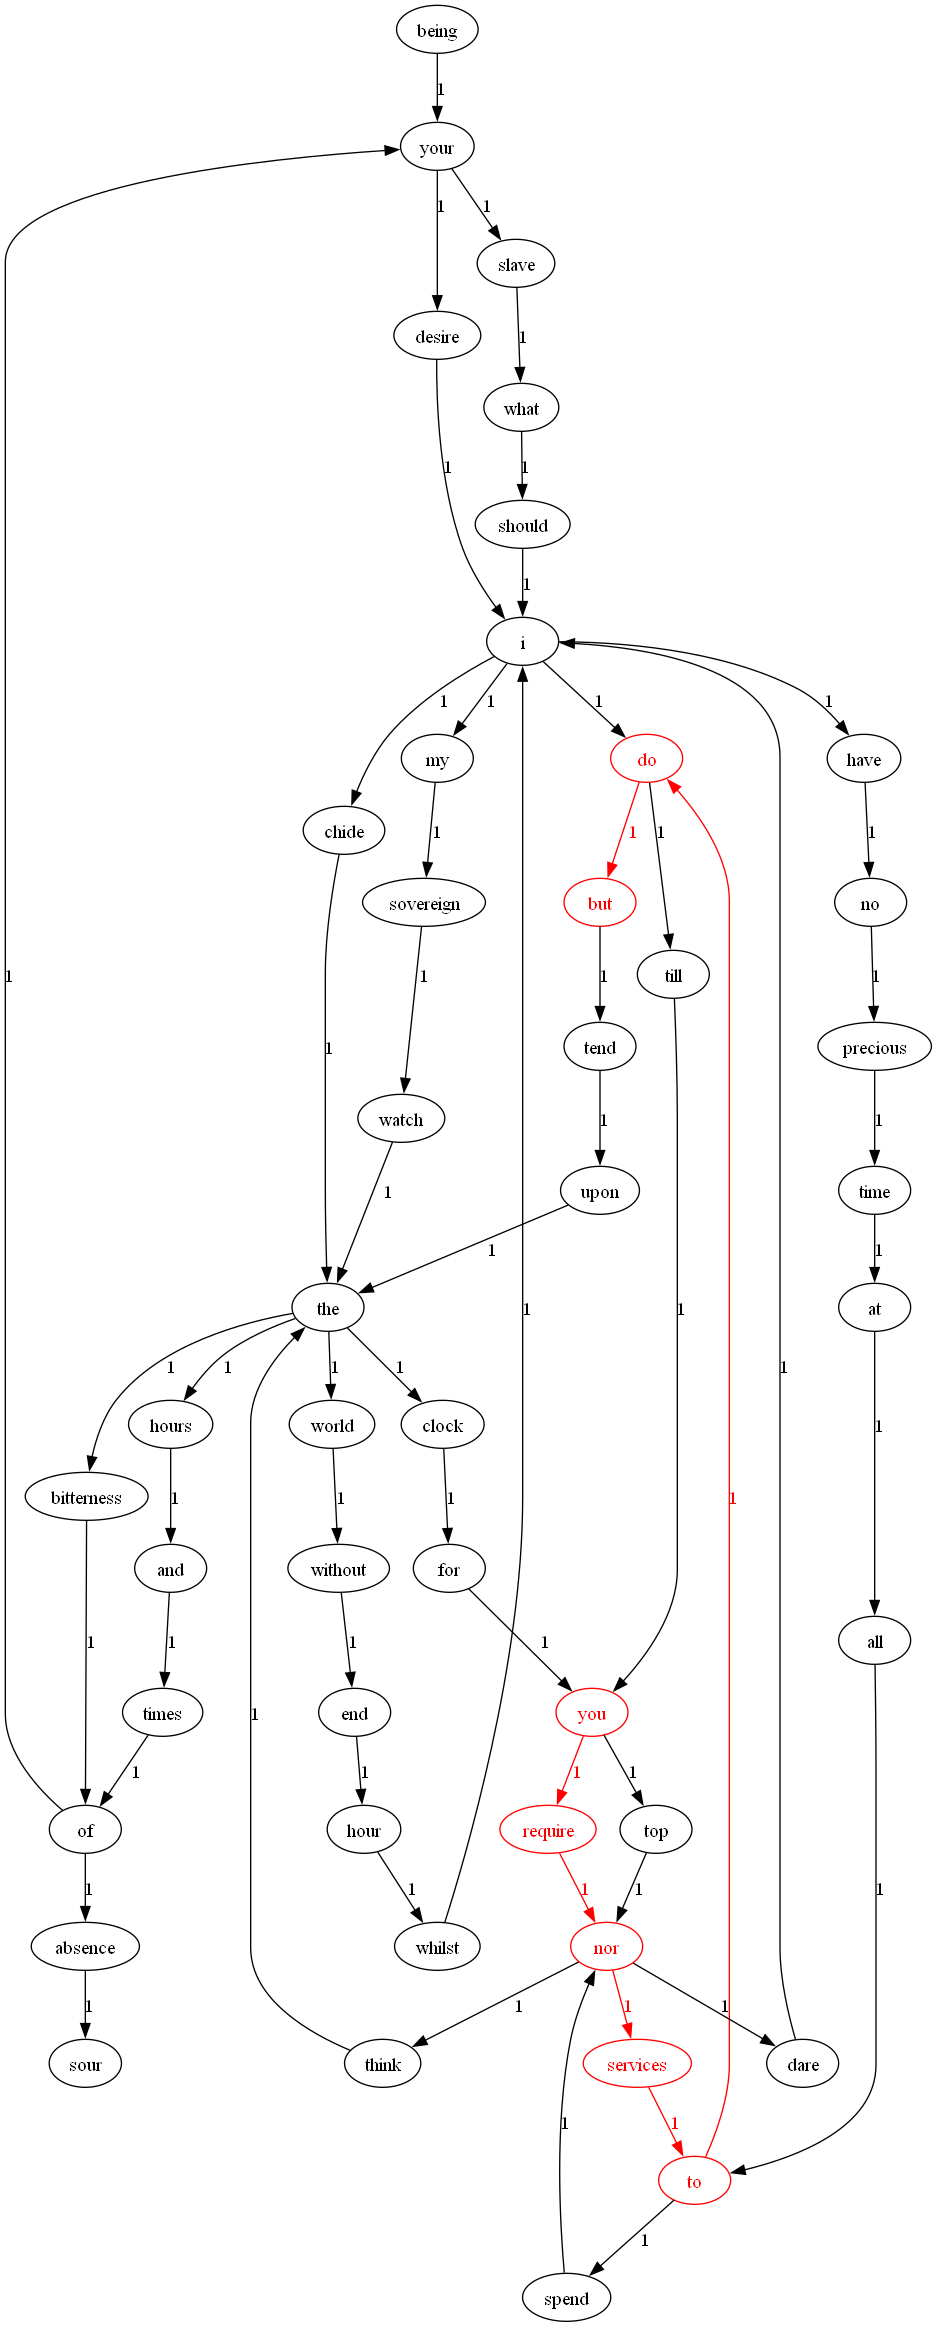 being
1
your
1
1
slave
desire
1
what
1
1
should
1
i
1
1
1
1
my
do
have
chide
1
1
1
1
sovereign
but
no
till
1
1
1
1
tend
precious
1
watch
1
1
1
upon
time
1
1
1
the
at
1
1
1
1
1
1
1
hours
world
clock
1
bitterness
1
1
1
and
without
for
1
1
1
1
all
times
end
you
1
1
1
1
1
of
hour
require
top
1
1
1
1
1
absence
whilst
nor
1
1
1
1
sour
think
services
dare
1
1
to
1
spend